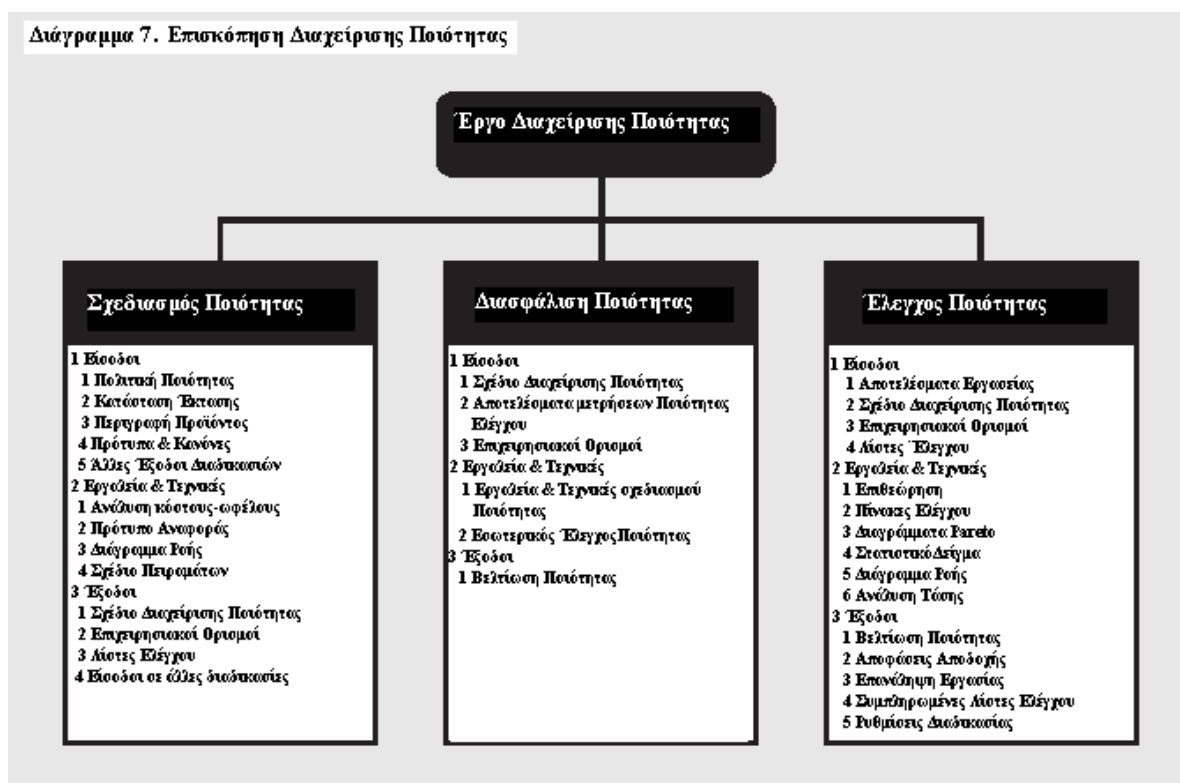 Διάγραμμα 7. Επισκόπηση Διαχείρισης Ποιότητας
Έργο Διαχείρισης Ποιότητας
Σχεδιασμός Ποιότητας
1 Είσοδοι
1 Πολιτική Ποιότητας
2 Κατάσταση Έκτασης
3 Περιγραφή Προϊόντος
4 Πρότυπα & Κανόνες
5 Άλλες Έξοδοι Διαδικασιών
2 Εργαλεία & Τεχνικές
1 Ανάλυση κόστους-ωφέλους
2 Πρότυπο Αναφοράς
3 Διάγραμμα Ροής
4 Σχέδιο Πειραμάτων
3 Έξοδοι
1 Σχέδιο Διαχείρισης Ποιότητας
2 Επιχειρησιακοί Ορισμοί
3 Λίστες Ελέγχου
4 Είσοδοι σε άλλες διαδικασίες
Διασφάλιση Ποιότητας
1 Είσοδοι
1 Σχέδιο Διαχείρισης Ποιότητας
2 Αποτελέσματα μετρήσεων Ποιότητας
Ελέγχου
3 Επιχειρησιακοί Ορισμοί
2 Εργαλεία & Τεχνικές
1 Εργαλεία & Τεχνικές σχεδιασμού
Ποιότητας
2 Εσωτερικός Έλεγχος Ποιότητας
3 Έξοδοι
1 Βελτίωση Ποιότητας
Έλεγχος Ποιότητας
1 Είσοδοι
1 Αποτελέσματα Εργασείας
2 Σχέδιο Διαχείρισης Ποιότητας
3 Επιχειρησιακοί Ορισμοί
4 Λίστες Έλεγχου
2 Εργαλεία & Τεχνικές
1 Επιθεώρηση
2 Πίνακες Ελέγχου
3 Διαγράμματα Pareto
4 Στατιστικό Δείγμα
5 Διάγραμμα Ροής
6 Ανάλυση Τάσης
3 Έξοδοι
1 Βελτίωση Ποιότητας
2 Αποφάσεις Αποδοχής
3 Επανάληψη Εργασίας
4 Συμπληρωμένες Λίστες Ελέγχου
5 Ρυθμίσεις Διαδικασίας